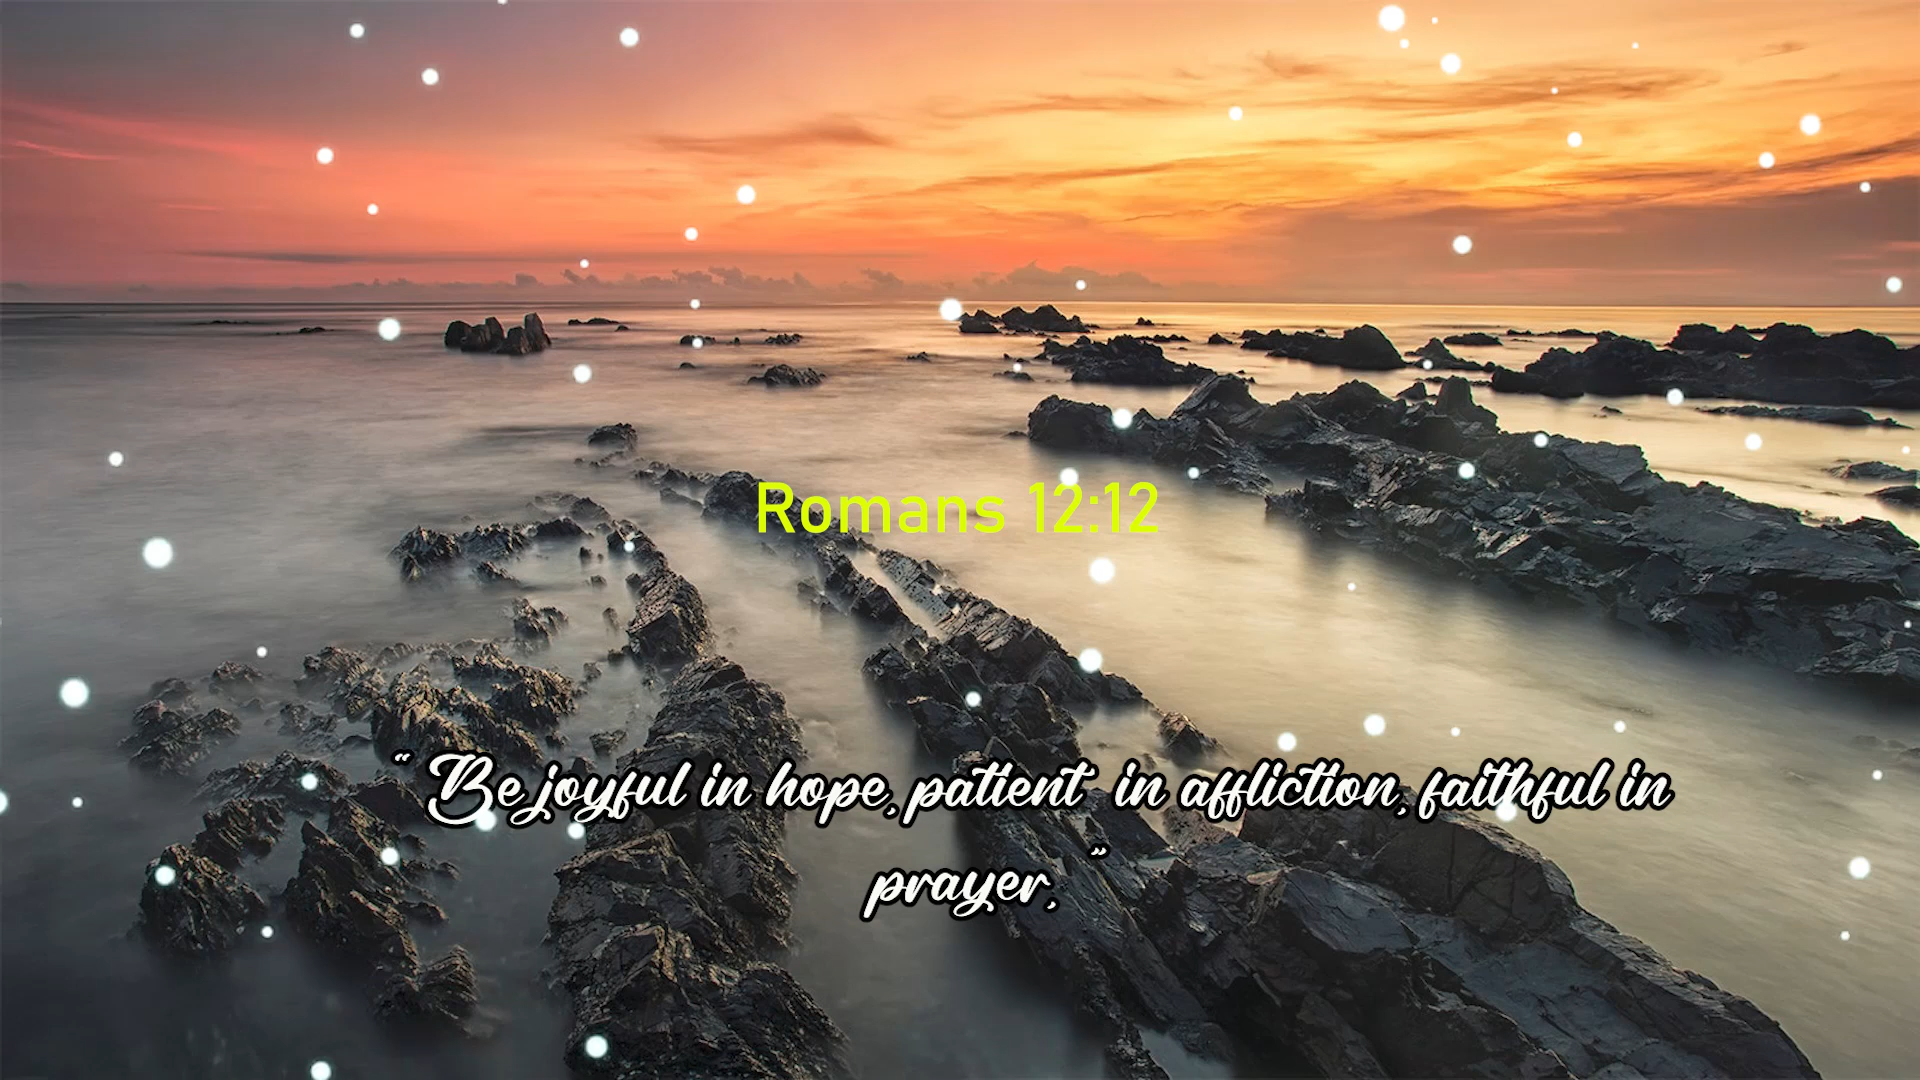 Romans 12:12
" Be joyful in hope, patient in affliction, faithful in
prayer, "